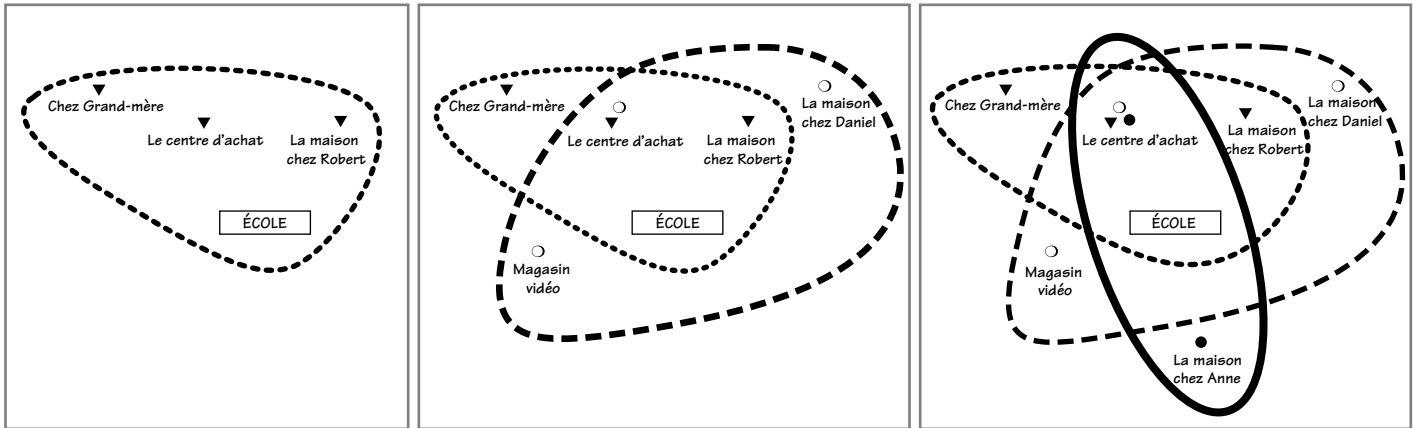 Chez Grand-mère
Le centre d'achat
La maison
chez Robert
ÉCOLE
Chez Grand-mère
Le centre d'achat
La maison
chez Robert
La maison
chez Daniel
ÉCOLE
Magasin
vidéo
Chez Grand-mère
Le centre d'achat
La maison
chez Robert
La maison
chez Daniel
ÉCOLE
Magasin
vidéo
La maison
chez Anne